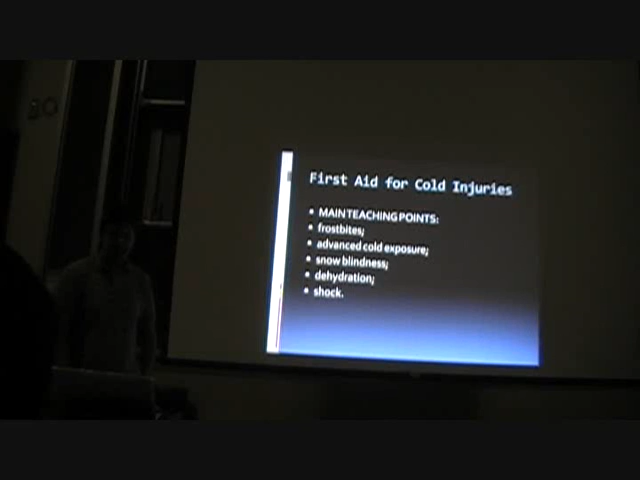 First Aid for Cold Injuries
• MAIN TEACHING POINTS:
• frostbites;
• advanced cold exposure;
• snow blindness;
• dehydration;
• shock.